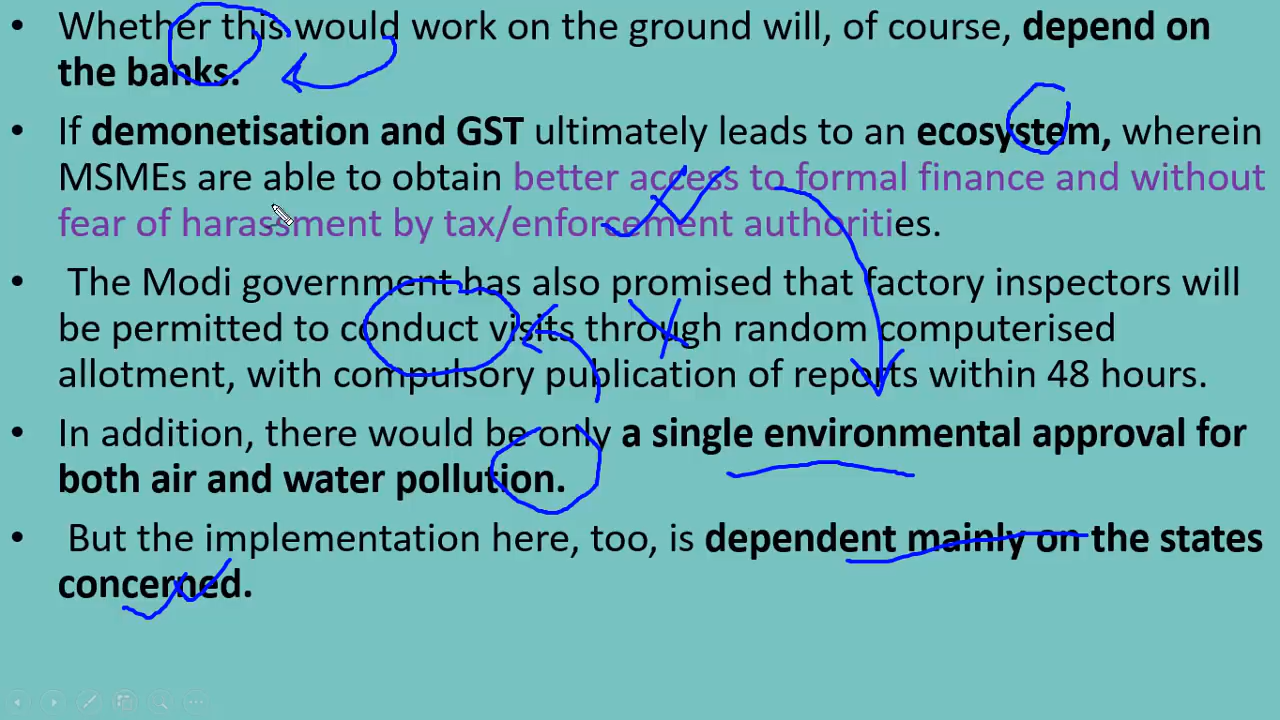 • Whether this would work on the ground will, of course, depend on
the banks.
• If demonetisation and GST ultimately leads to an ecosystem, wherein
MSMEs are able to obtain better access to formal finance and without
fear of harassment by tax/enforcement authorities.
• The Modi government has also promised that factory inspectors will
be permitted to conduct visits through random computerised
allotment, with compulsory publication of reports within 48 hours.
• In addition, there would be only a single environmental approval for
both air and water pollution.
• But the implementation here, too, is dependent mainly on the states
concerned.